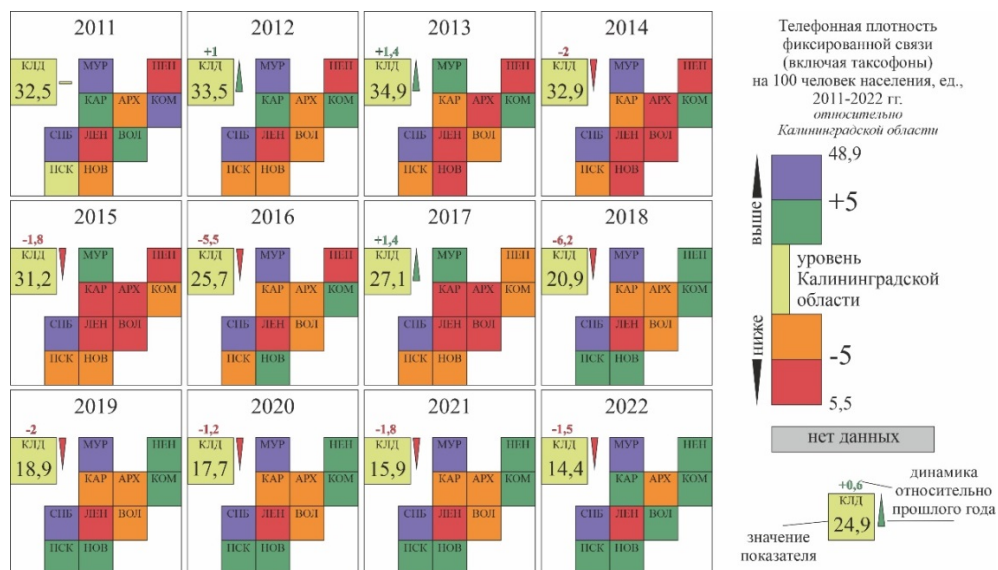 2011
КЛД МУР НЕН
32,5 КАР АРХ КОМ
СПБ ЛЕН ВОЛ
ПСК НОВ
2012
+1
КЛД МУР НЕН
33,5 КАР АРХ КОМ
СПБ ЛЕН ВОЛ
ПСК НОВ
2013
+1,4
КЛД МУР НЕН
34,9 КАР АРХ КОМ
СПБ ЛЕН ВОЛ
ПСК НОВ
2014
-2
КЛД МУР НЕН
32,9 КАР АРХ КОМ
СПБ ЛЕН ВОЛ
ПСК НОВ
2015
-1,8
КЛД МУР НЕН
31,2 КАР АРХ КОМ
СПБ ЛЕН ВОЛ
ПСК НОВ
2016
-5,5
КЛД МУР НЕН
25,7 КАР АРХ КОМ
СПБ ЛЕН ВОЛ
ПСК НОВ
2017
+1,4
КЛД МУР НЕН
27,1 КАР АРХ КОМ
СПБ ЛЕН ВОЛ
ПСК НОВ
2018
-6,2
КЛД МУР НЕН
20,9 КАР АРХ КОМ
СПБ ЛЕН ВОЛ
ПСК НОВ
2019
-2
КЛД МУР НЕН
18,9 КАР АРХ КОМ
СПБ ЛЕН ВОЛ
ПСК НОВ
2020
-1,2
КЛД МУР НЕН
17,7 КАР АРХ КОМ
СПБ ЛЕН ВОЛ
ПСК НОВ
2021
-1,8
КЛД МУР НЕН
15,9 КАР АРХ КОМ
СПБ ЛЕН ВОЛ
ПСК НОВ
2022
-1,5
КЛД МУР НЕН
14,4 КАР АРХ КОМ
СПБ ЛЕН ВОЛ
ПСК НОВ
Телефонная плотность
фиксированной связи
(включая таксофоны)
на 100 человек населения, ед.,
2011-2022 гг.
относительно
Калининградской области
48,9
выше
+5
уровень
Калининградской
области
ниже
-5
5,5
нет данных
динамика
относительно
прошлого года
+0,6
КЛД
24,9
значение
показателя